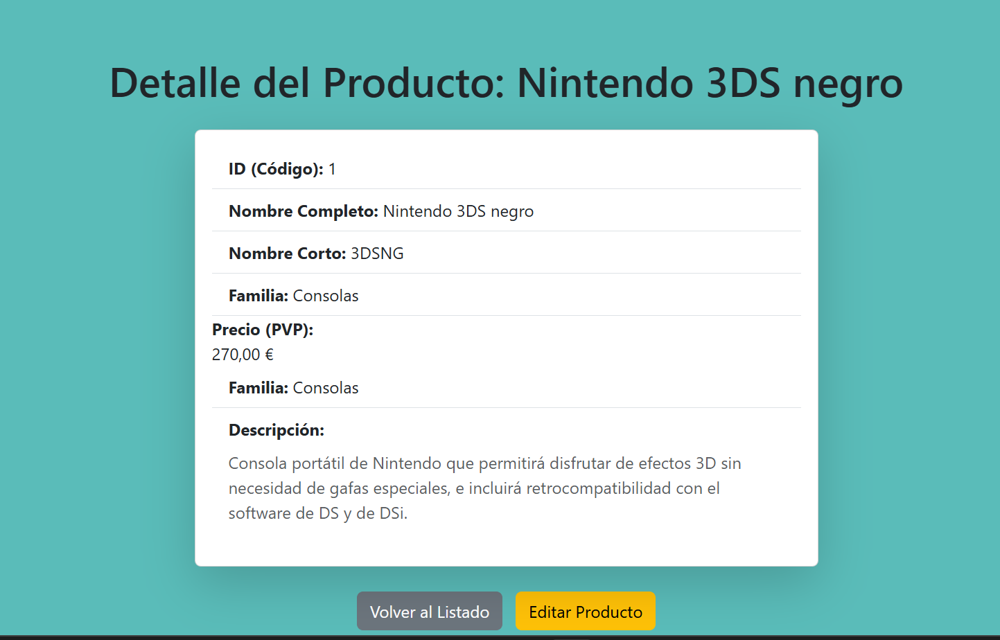 Detalle del Producto: Nintendo 3DS negro
ID (Código): 1
Nombre Completo: Nintendo 3DS negro
Nombre Corto: 3DSNG
Familia: Consolas
Precio (PVP):
270,00 €
Familia: Consolas
Descripción:
Consola portátil de Nintendo que permitirá disfrutar de efectos 3D sin
necesidad de gafas especiales, e incluirá retrocompatibilidad con el
software de DS y de DSi.
Volver al Listado
Editar Producto